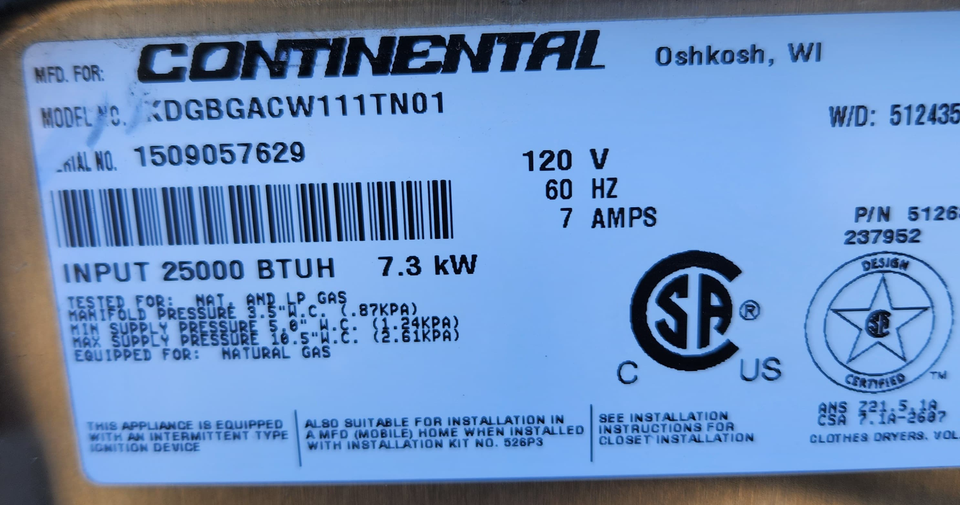 MFD. FOR: CONTINENTAL Oshkosh, WI
MODEL NO. KDGBGACW111TN01
W/D: 512435
SERIAL NO. 1509057629
120 V
60 HZ
7 AMPS
P/N 5126
237952
INPUT 25000 BTUH 7.3 kW
TESTED FOR: NAT. AND LP GAS
MANIFOLD PRESSURE 3.5"W.C. (.87KPA)
MIN SUPPLY PRESSURE 5.0" W.C. (1.24KPA)
MAX SUPPLY PRESSURE 10.5"W.C. (2.61KPA)
EQUIPPED FOR: NATURAL GAS
CSA ®
C US
DESIGN
CSA
CERTIFIED TM
ANS Z21.5.1A
CSA 7.1A-2607
CLOTHES DRYERS. VOL
THIS APPLIANCE IS EQUIPPED
WITH AN INTERMITTENT TYPE
IGNITION DEVICE
ALSO SUITABLE FOR INSTALLATION IN
A MFD (MOBILE) HOME WHEN INSTALLED
WITH INSTALLATION KIT NO. 526P3
SEE INSTALLATION
INSTRUCTIONS FOR
CLOSET INSTALLATION